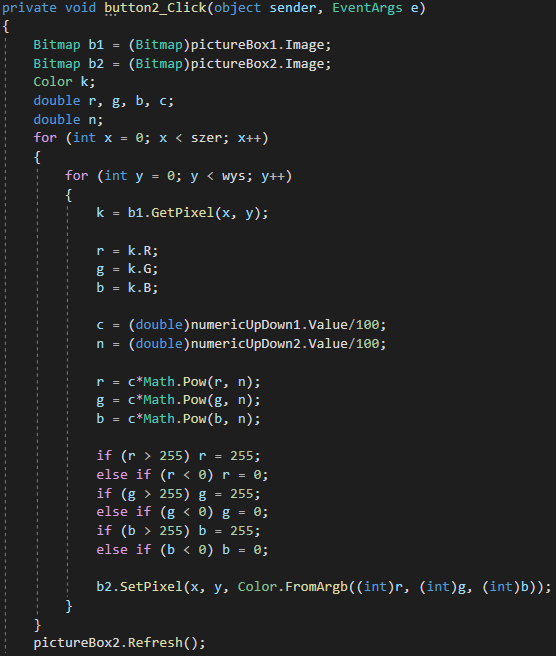 private void button2_Click(object sender, EventArgs e)
{
Bitmap b1 = (Bitmap)pictureBox1.Image;
Bitmap b2 = (Bitmap)pictureBox2.Image;
Color k;
double r, g, b, c;
double n;
for (int x = 0; x < szer; x++)
{
for (int y = 0; y < wys; y++)
{
k = b1.GetPixel(x, y);
r = k.R;
g = k.G;
b = k.B;
c = (double)numericUpDown1.Value/100;
n = (double)numericUpDown2.Value/100;
r = c*Math.Pow(r, n);
g = c*Math.Pow(g, n);
b = c*Math.Pow(b, n);
if (r > 255) r = 255;
else if (r < 0) r = 0;
if (g > 255) g = 255;
else if (g < 0) g = 0;
if (b > 255) b = 255;
else if (b < 0) b = 0;
b2.SetPixel(x, y, Color.FromArgb((int)r, (int)g, (int)b));
}
}
pictureBox2.Refresh();